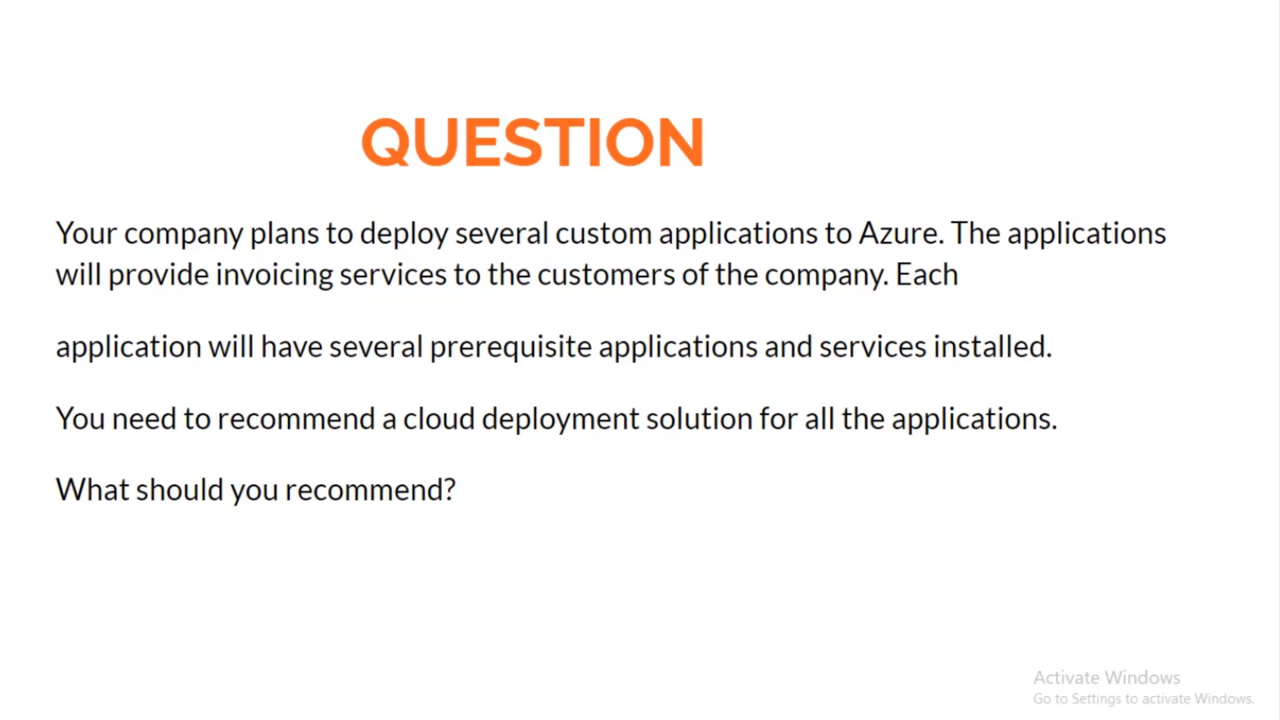 QUESTION
Your company plans to deploy several custom applications to Azure. The applications
will provide invoicing services to the customers of the company. Each
application will have several prerequisite applications and services installed.
You need to recommend a cloud deployment solution for all the applications.
What should you recommend?
Activate Windows
Go to Settings to activate Windows.